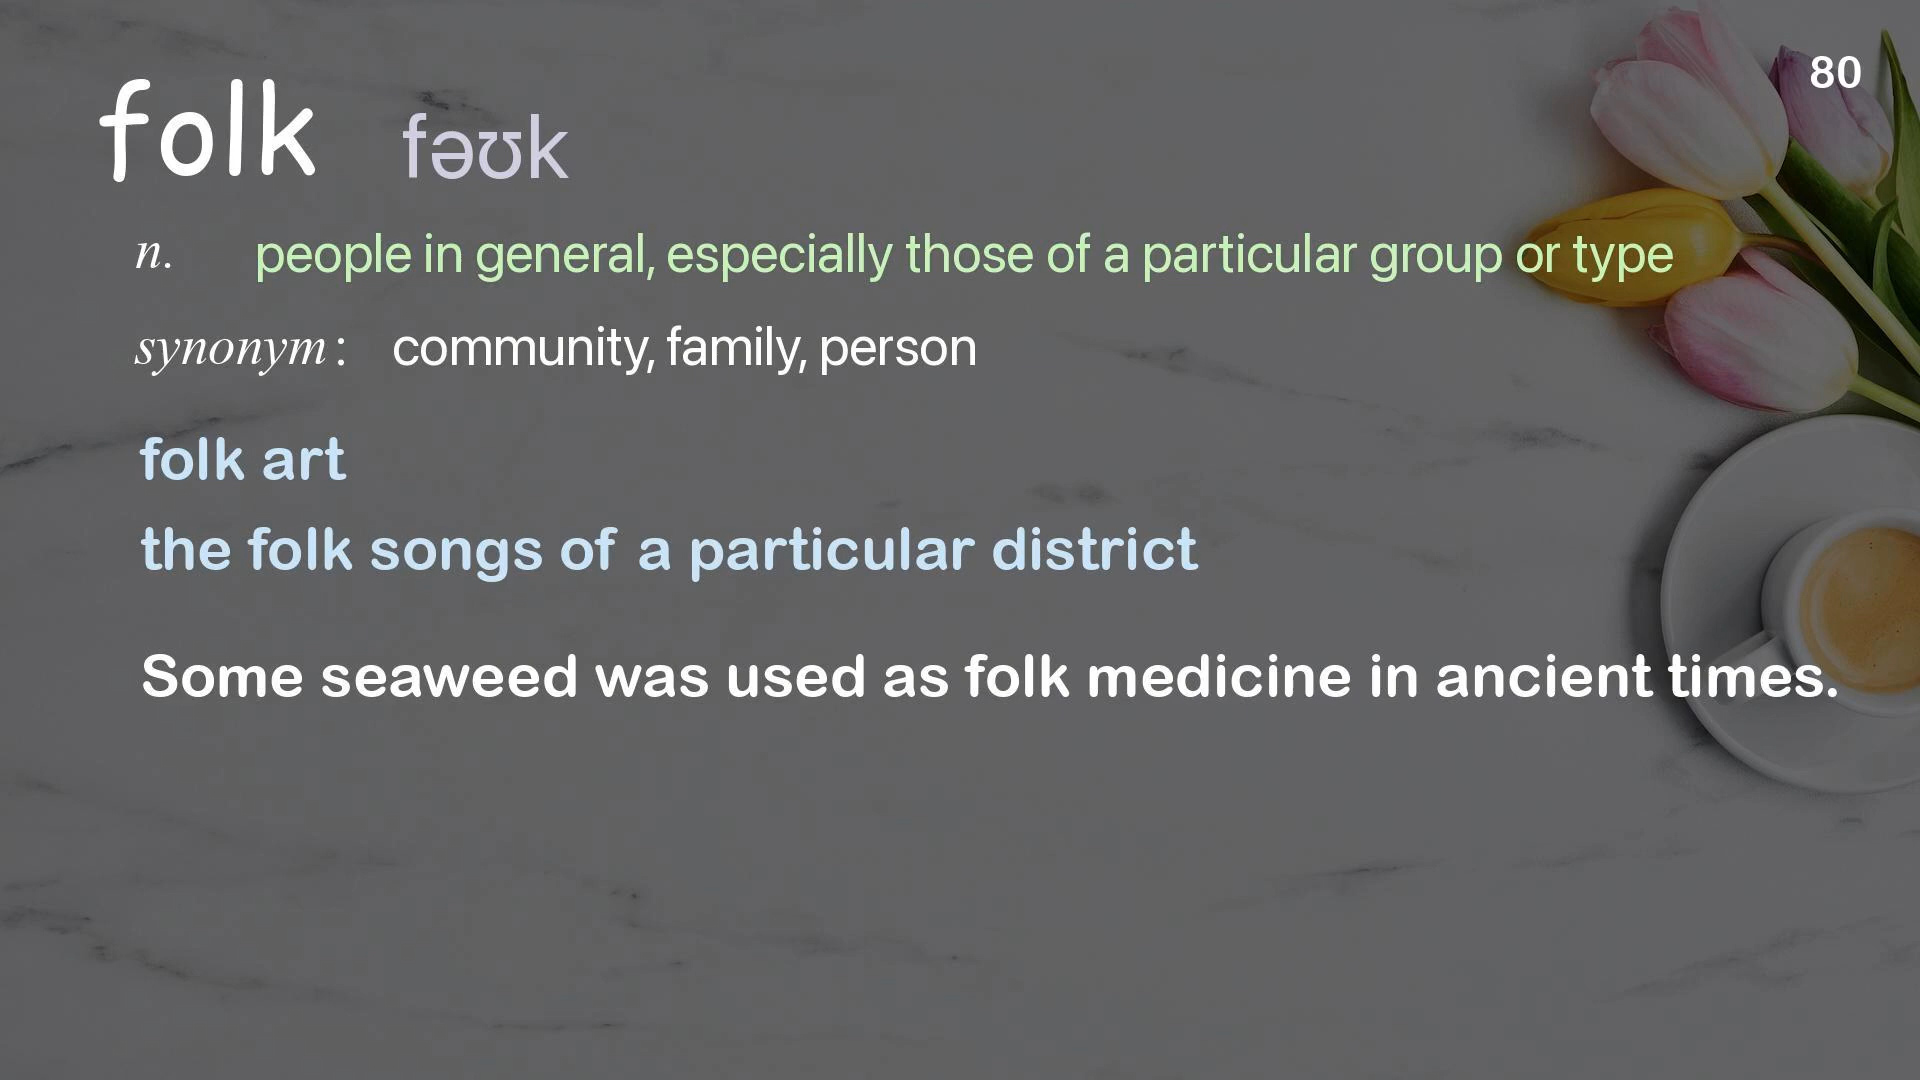 80
folk fəʊk
n. people in general, especially those of a particular group or type
synonym: community, family, person
folk art
the folk songs of a particular district
Some seaweed was used as folk medicine in ancient times.